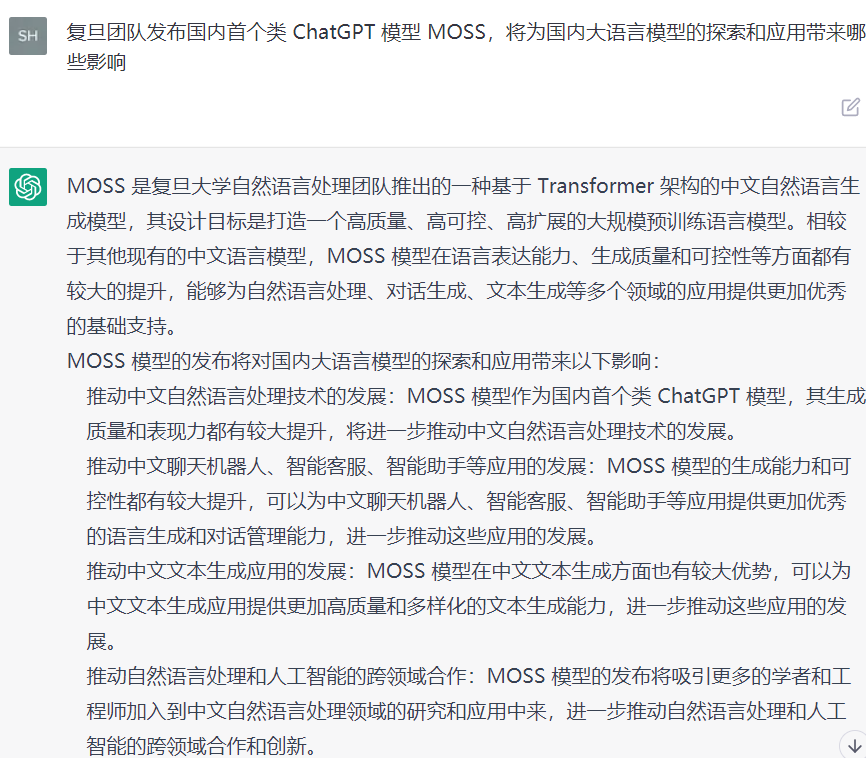 SH
复旦团队发布国内首个类 ChatGPT 模型 MOSS，将为国内大语言模型的探索和应用带来哪
些影响
MOSS 是复旦大学自然语言处理团队推出的一种基于 Transformer 架构的中文自然语言生
成模型，其设计目标是打造一个高质量、高可控、高扩展的大规模预训练语言模型。相较
于其他现有的中文语言模型，MOSS 模型在语言表达能力、生成质量和可控性等方面都有
较大的提升，能够为自然语言处理、对话生成、文本生成等多个领域的应用提供更加优秀
的基础支持。
MOSS 模型的发布将对国内大语言模型的探索和应用带来以下影响：
推动中文自然语言处理技术的发展：MOSS 模型作为国内首个类 ChatGPT 模型，其生成
质量和表现力都有较大提升，将进一步推动中文自然语言处理技术的发展。
推动中文聊天机器人、智能客服、智能助手等应用的发展：MOSS 模型的生成能力和可
控性都有较大提升，可以为中文聊天机器人、智能客服、智能助手等应用提供更加优秀
的语言生成和对话管理能力，进一步推动这些应用的发展。
推动中文文本生成应用的发展：MOSS 模型在中文文本生成方面也有较大优势，可以为
中文文本生成应用提供更加高质量和多样化的文本生成能力，进一步推动这些应用的发
展。
推动自然语言处理和人工智能的跨领域合作：MOSS 模型的发布将吸引更多的学者和工
程师加入到中文自然语言处理领域的研究和应用中来，进一步推动自然语言处理和人工
智能的跨领域合作和创新。